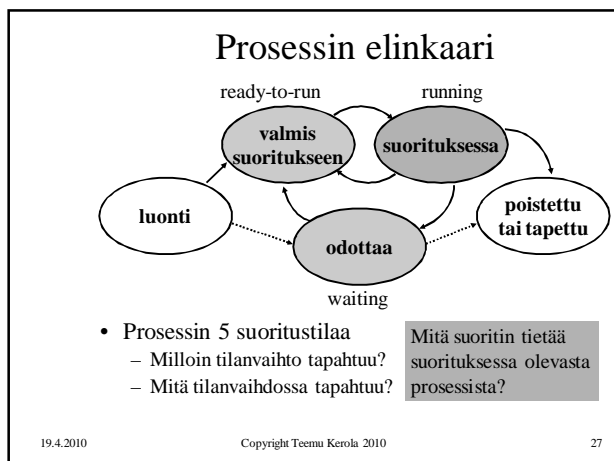 Prosessin elinkaari
ready-to-run
running
valmis
suoritukseen
suorituksessa
luonti
poistettu
tai tapettu
odottaa
waiting
• Prosessin 5 suoritustilaa
– Milloin tilanvaihto tapahtuu?
– Mitä tilanvaihdossa tapahtuu?
Mitä suoritin tietää
suorituksessa olevasta
prosessista?
19.4.2010
Copyright Teemu Kerola 2010
27